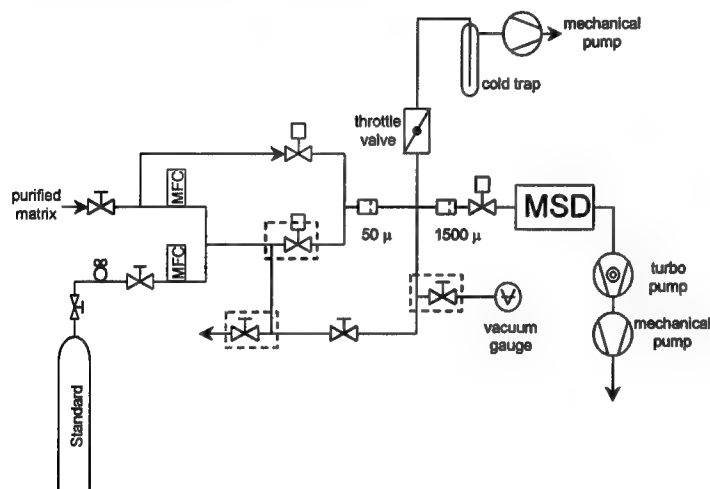 mechanical
pump
cold trap
throttle
valve
purified
matrix
MFC
50 μ
1500 μ
MSD
MFC
turbo
pump
vacuum
gauge
mechanical
pump
Standard